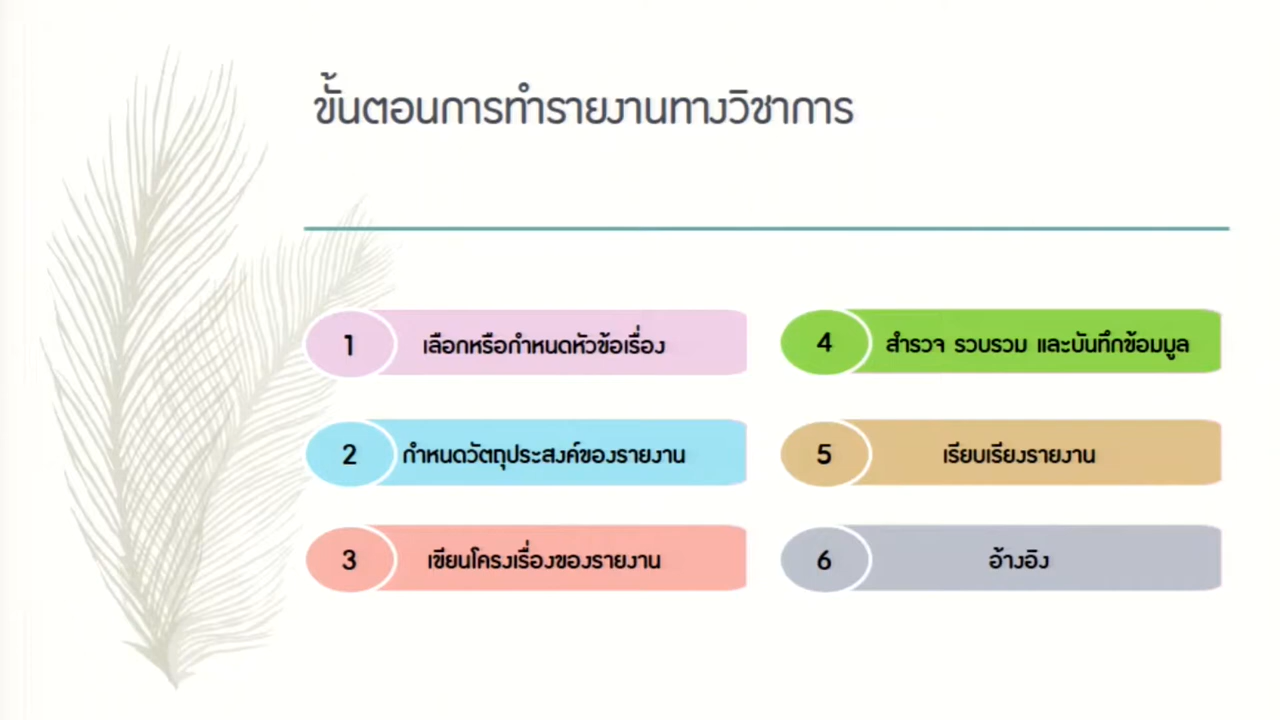 ขั้นตอนการทำรายงานทางวิชาการ
1 เลือกหรือกำหนดหัวข้อเรื่อง
2 กำหนดวัตถุประสงค์ของรายงาน
3 เขียนโครงเรื่องของรายงาน
4 สำรวจ รวบรวม และบันทึกข้อมมูล
5 เรียบเรียงรายงาน
6 อ้างอิง